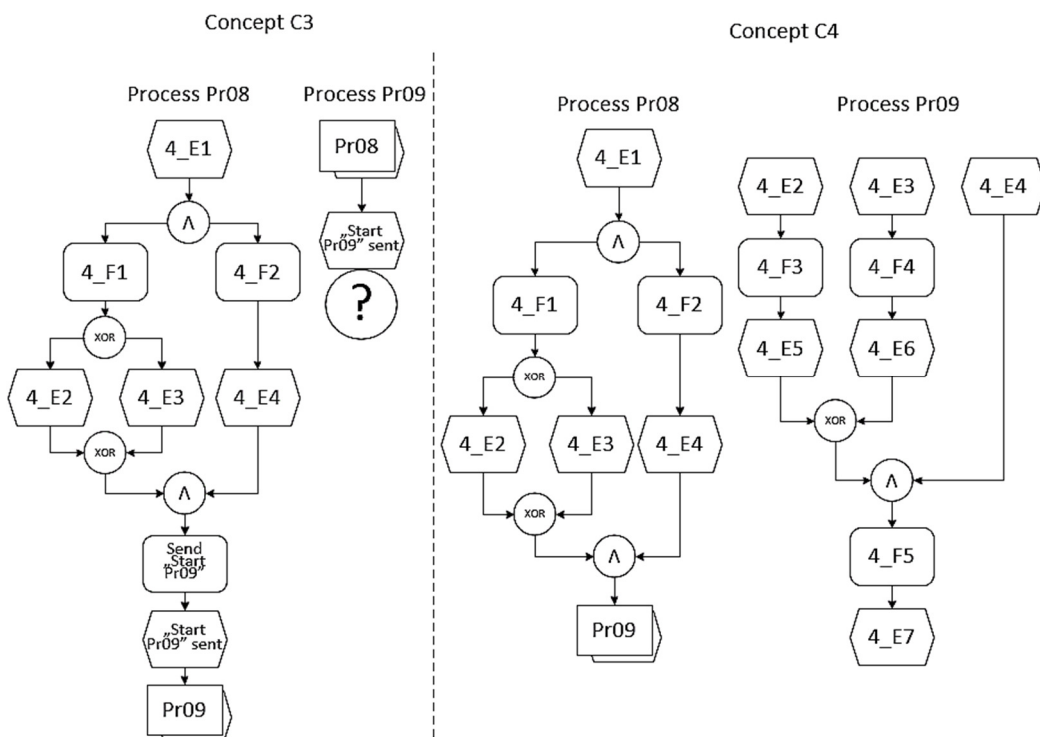 Concept C3
Process Pr08
Process Pr09
4_E1
Pr08
Λ
„Start
Pr09” sent
4_F1
4_F2
?
XOR
4_E2
4_E3
4_E4
XOR
Λ
Send
„Start
Pr09”
„Start
Pr09” sent
Pr09
Concept C4
Process Pr08
Process Pr09
4_E1
Λ
4_F1
4_F2
XOR
4_E2
4_E3
4_E4
XOR
Λ
Pr09
4_E2
4_E3
4_E4
4_F3
4_F4
4_E5
4_E6
XOR
Λ
4_F5
4_E7